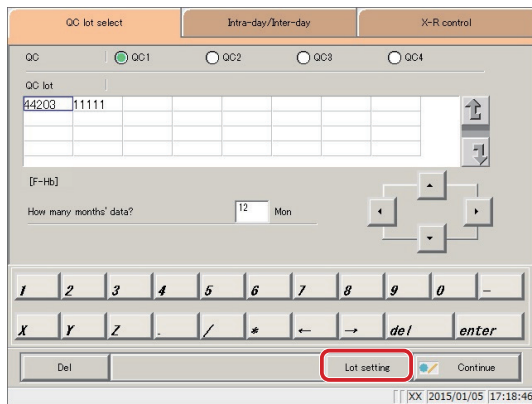 QC lot select Intra-day/Inter-day X-R control
QC QC1 QC2 QC3 QC4
QC lot
44203 11111
[F-Hb]
How many months' data? 12 Mon
1 2 3 4 5 6 7 8 9 0 -
X Y Z . / * ← → del enter
Del Lot setting Continue
XX 2015/01/05 17:18:46